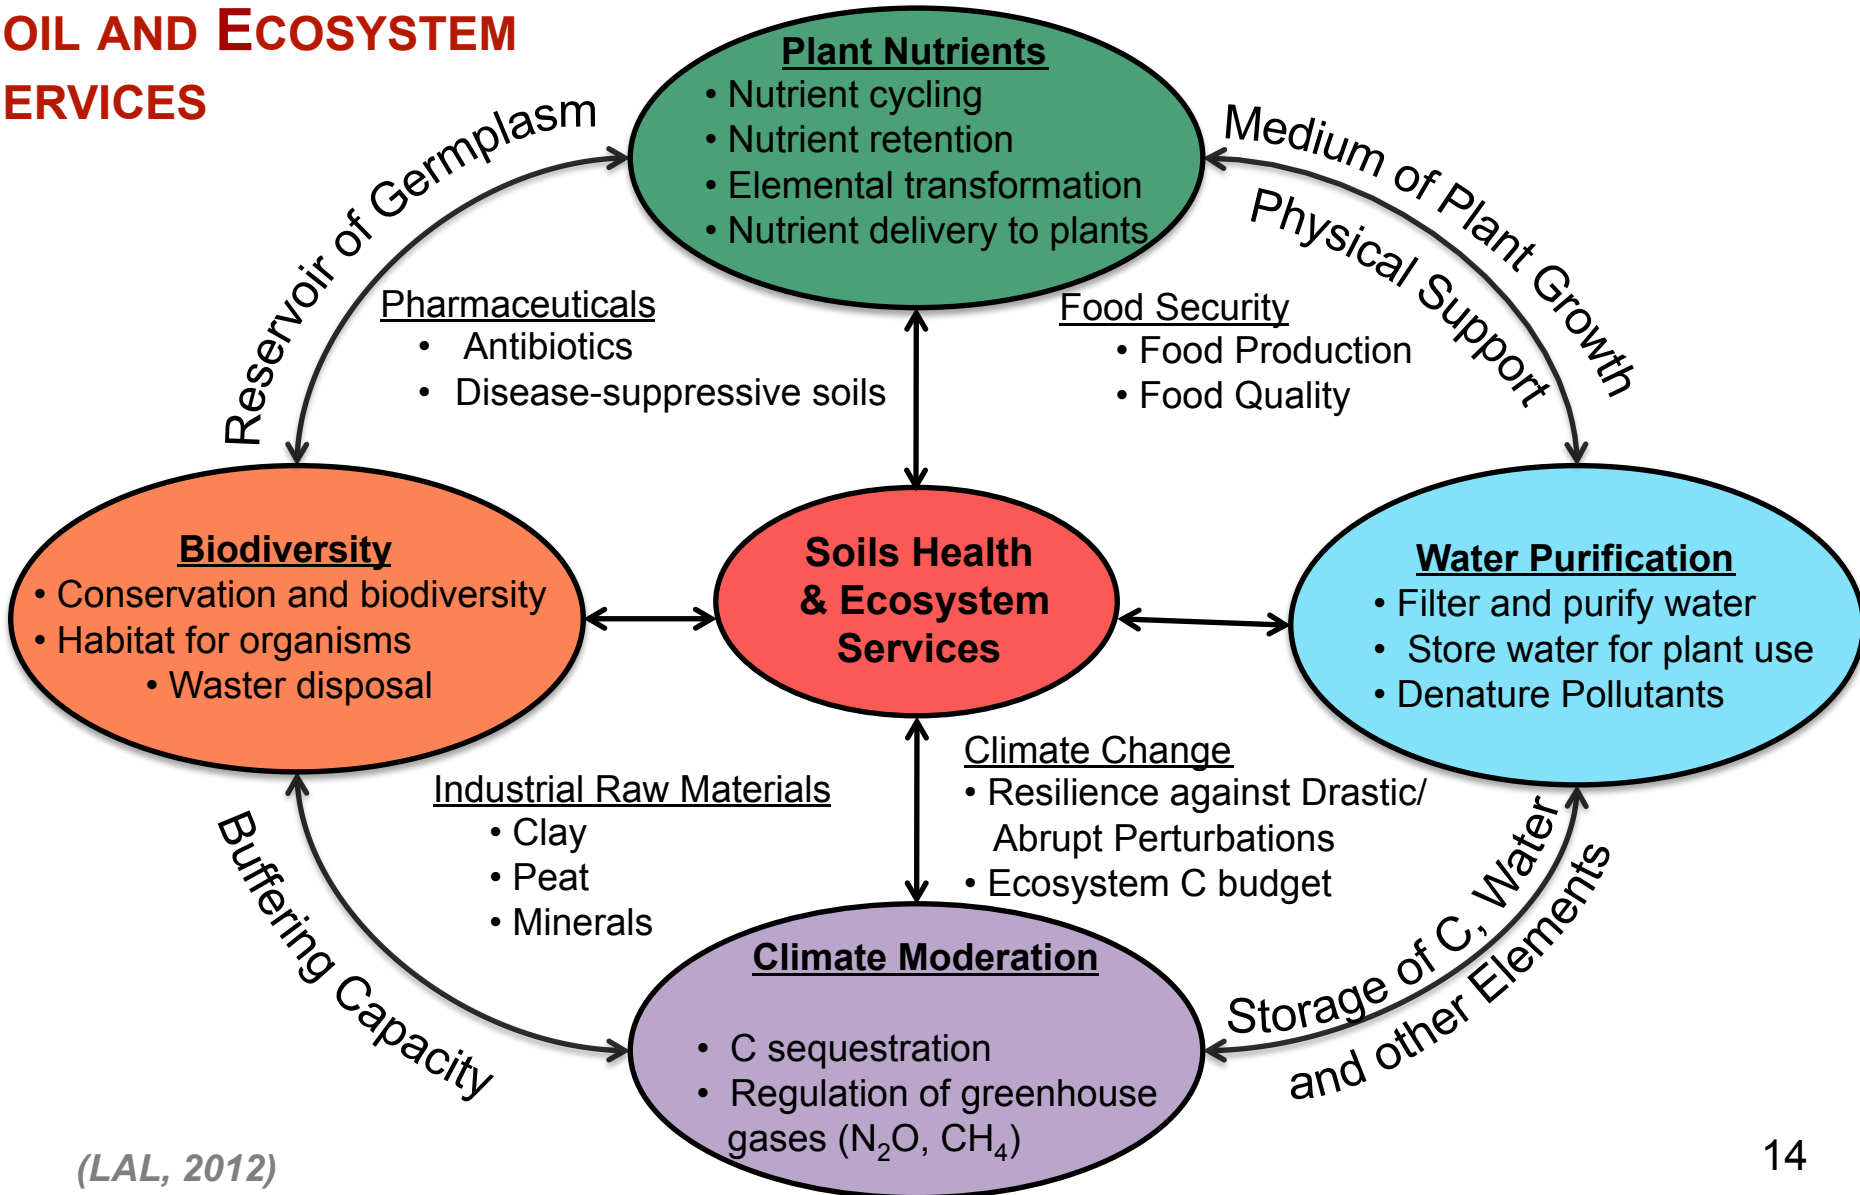 OIL AND ECOSYSTEM
ERVICES
Plant Nutrients
• Nutrient cycling
• Nutrient retention
• Elemental transformation
• Nutrient delivery to plants
Reservoir of Germplasm
Medium of Plant Growth
Physical Support
Pharmaceuticals
• Antibiotics
• Disease-suppressive soils
Food Security
• Food Production
• Food Quality
Biodiversity
• Conservation and biodiversity
• Habitat for organisms
• Waster disposal
Soils Health
& Ecosystem
Services
Water Purification
• Filter and purify water
• Store water for plant use
• Denature Pollutants
Industrial Raw Materials
• Clay
• Peat
• Minerals
Climate Change
• Resilience against Drastic/
Abrupt Perturbations
• Ecosystem C budget
Buffering Capacity
Storage of C, Water
and other Elements
Climate Moderation
• C sequestration
• Regulation of greenhouse
gases (N₂O, CH₄)
(LAL, 2012)
14